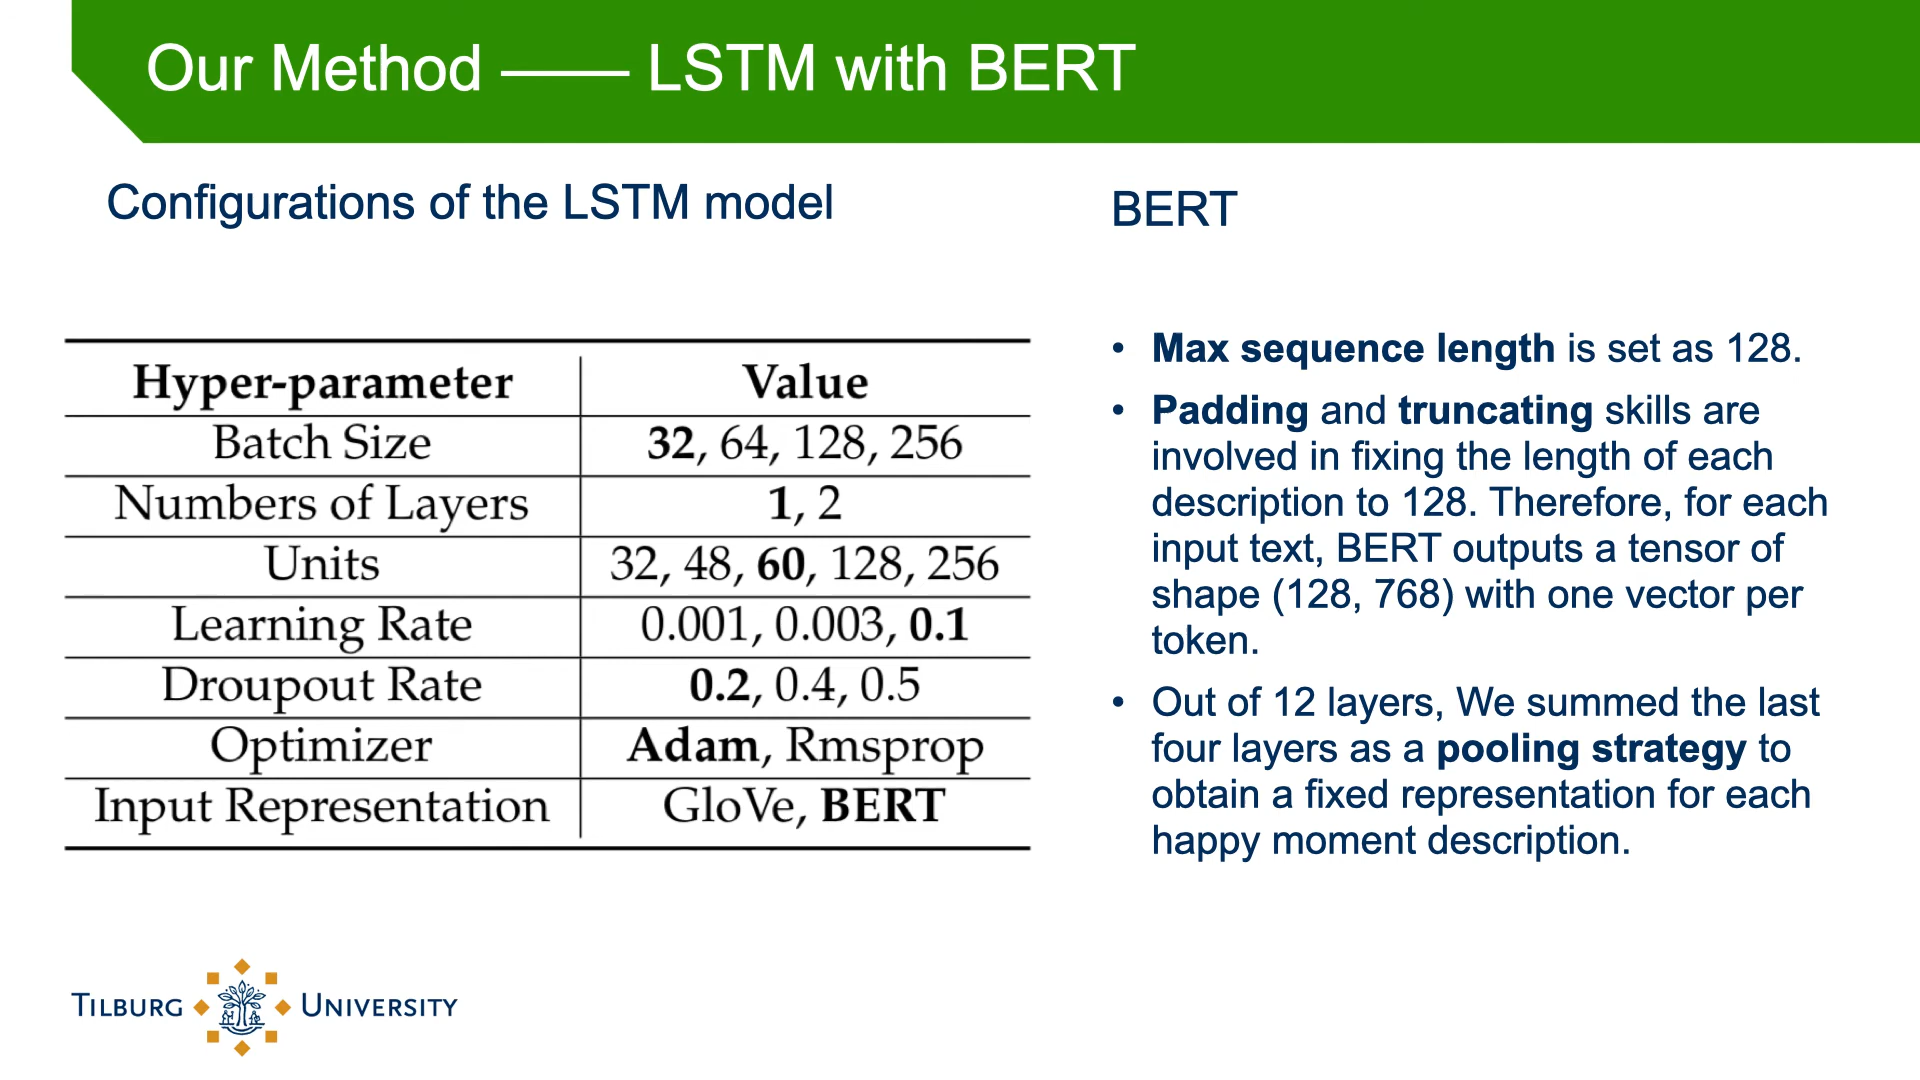 Our Method —— LSTM with BERT
Configurations of the LSTM model
Hyper-parameter Value
Batch Size 32, 64, 128, 256
Numbers of Layers 1, 2
Units 32, 48, 60, 128, 256
Learning Rate 0.001, 0.003, 0.1
Droupout Rate 0.2, 0.4, 0.5
Optimizer Adam, Rmsprop
Input Representation GloVe, BERT
BERT
• Max sequence length is set as 128.
• Padding and truncating skills are
involved in fixing the length of each
description to 128. Therefore, for each
input text, BERT outputs a tensor of
shape (128, 768) with one vector per
token.
• Out of 12 layers, We summed the last
four layers as a pooling strategy to
obtain a fixed representation for each
happy moment description.
TILBURG UNIVERSITY